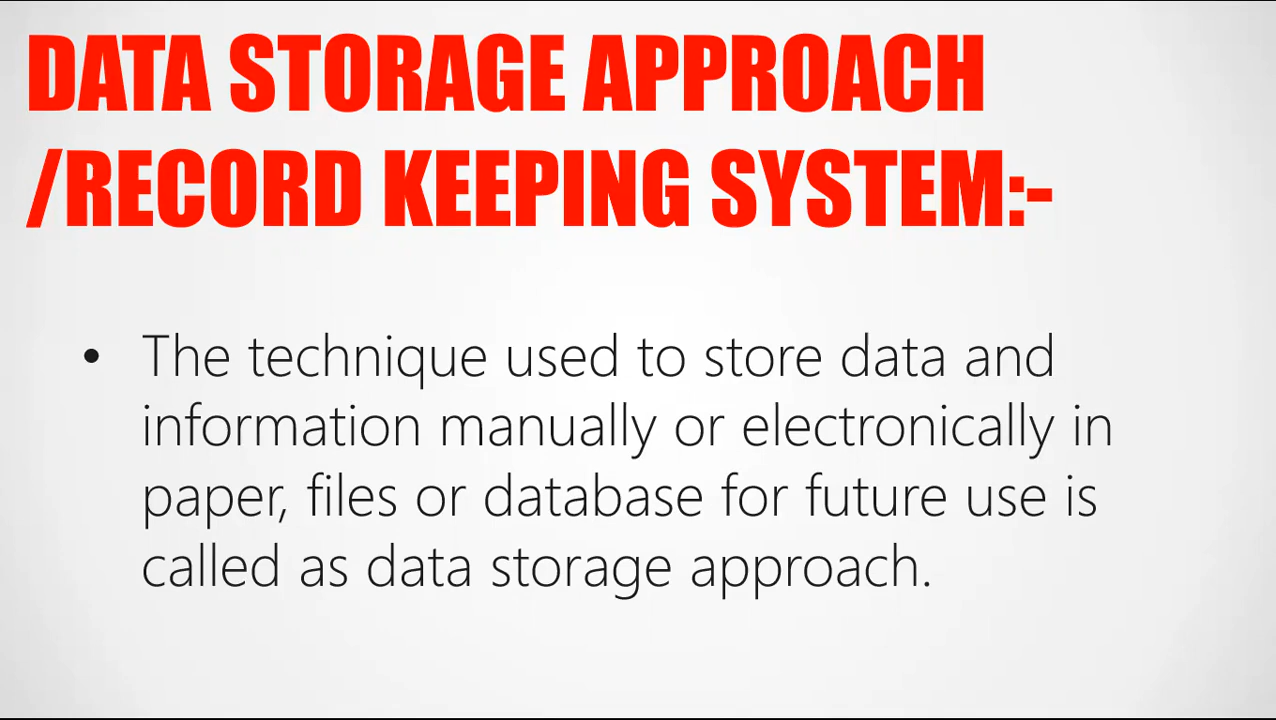 DATA STORAGE APPROACH
/RECORD KEEPING SYSTEM:-
• The technique used to store data and
information manually or electronically in
paper, files or database for future use is
called as data storage approach.